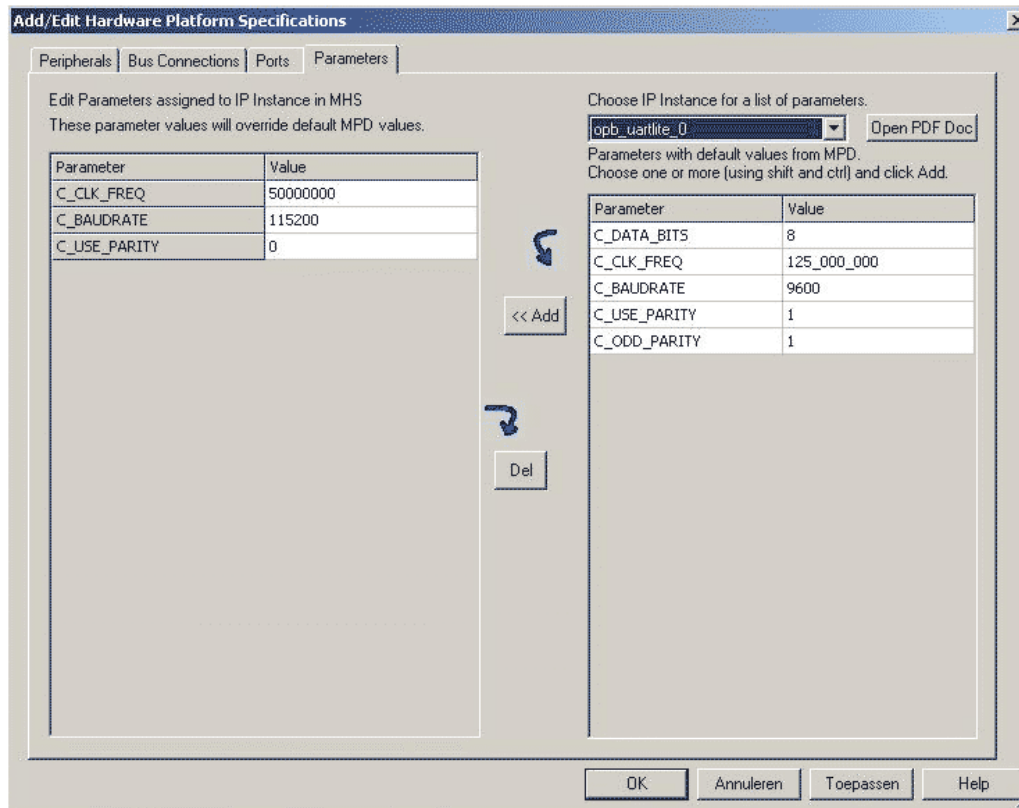 Add/Edit Hardware Platform Specifications
Peripherals Bus Connections Ports Parameters
Edit Parameters assigned to IP Instance in MHS
These parameter values will override default MPD values.
Parameter Value
C_CLK_FREQ 50000000
C_BAUDRATE 115200
C_USE_PARITY 0
<< Add
Del
Choose IP Instance for a list of parameters.
opb_uartlite_0 Open PDF Doc
Parameters with default values from MPD.
Choose one or more (using shift and ctrl) and click Add.
Parameter Value
C_DATA_BITS 8
C_CLK_FREQ 125_000_000
C_BAUDRATE 9600
C_USE_PARITY 1
C_ODD_PARITY 1
OK Annuleren Toepassen Help